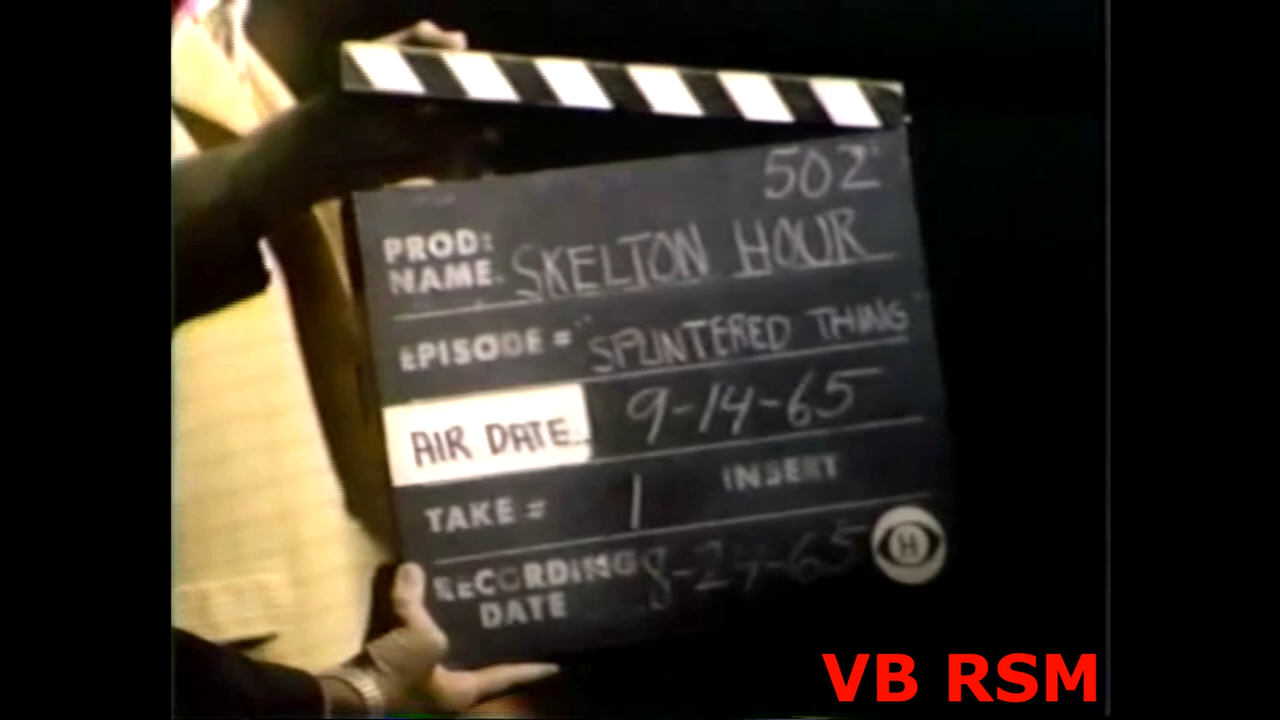 502
PROD:
NAME. SKELTON HOUR
EPISODE = "SPLINTERED THING"
AIR DATE 9-14-65
TAKE = 1 INSERT
RECORDING 8-24-65
DATE
H
VB RSM